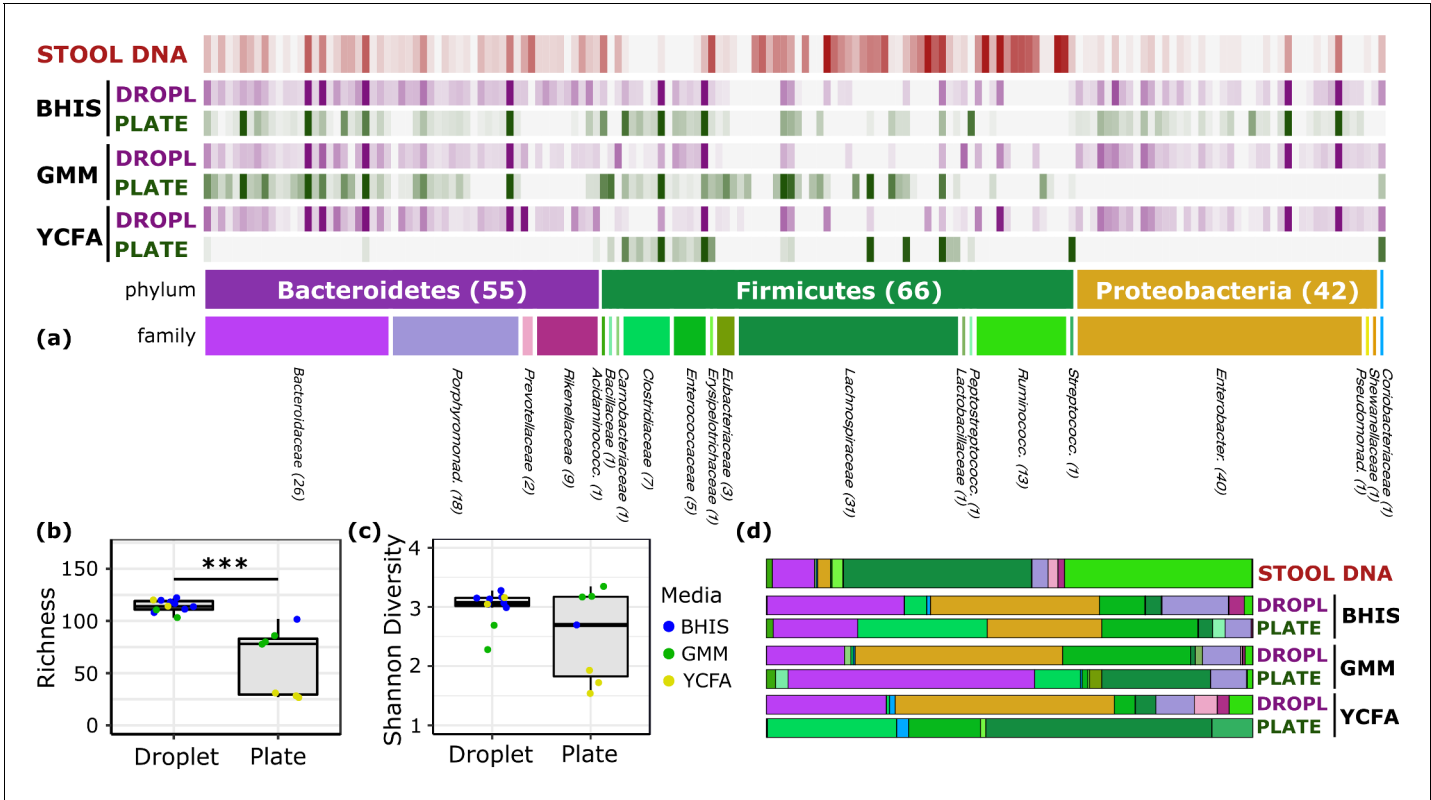 STOOL DNA
BHIS
DROPL
PLATE
GMM
DROPL
PLATE
YCFA
DROPL
PLATE
phylum
Bacteroidetes (55)
Firmicutes (66)
Proteobacteria (42)
(a)
family
Bacteroidaceae (26)
Porphyromonad. (18)
Prevotellaceae (2)
Rikenellaceae (9)
Acidaminococc. (1)
Bacillaceae (1)
Carnobacteriaceae (1)
Clostridiaceae (7)
Enterococcaceae (5)
Erysipelotrichaceae (1)
Eubacteriaceae (3)
Lachnospiraceae (31)
Lactobacillaceae (1)
Peptostreptococc. (1)
Ruminococc. (13)
Streptococc. (1)
Enterobacter. (40)
Pseudomonad. (1)
Shewanellaceae (1)
Coriobacteriaceae (1)
(b)
Richness
150
100
50
0
***
Droplet
Plate
(c)
Shannon Diversity
4
3
2
1
Droplet
Plate
Media
BHIS
GMM
YCFA
(d)
STOOL DNA
DROPL
PLATE
BHIS
DROPL
PLATE
GMM
DROPL
PLATE
YCFA